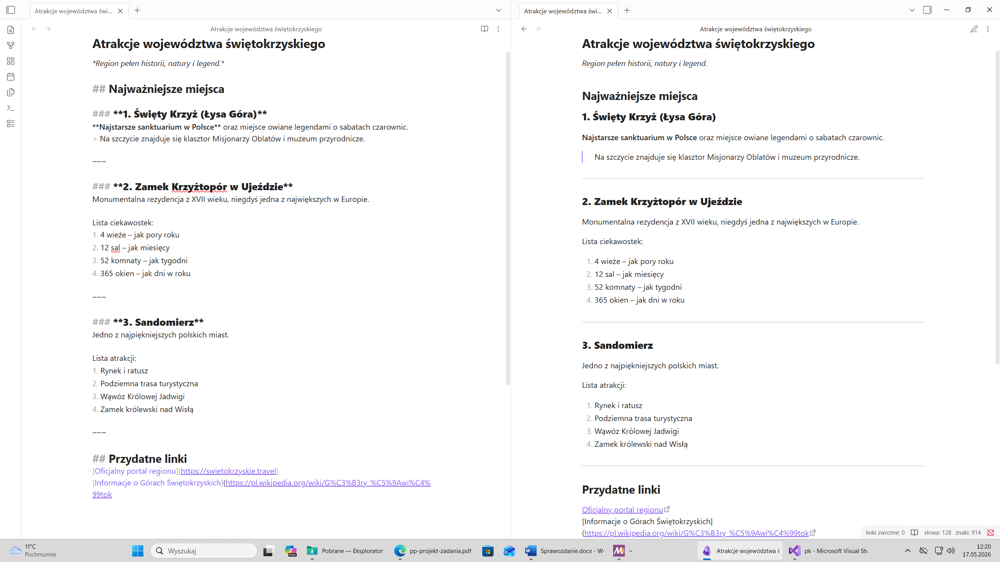 Atrakcje województwa świ...
Atrakcje województwa świętokrzyskiego
Atrakcje województwa świętokrzyskiego
*Region pełen historii, natury i legend.*
## Najważniejsze miejsca
### **1. Święty Krzyż (Łysa Góra)**
**Najstarsze sanktuarium w Polsce** oraz miejsce owiane legendami o sabatach czarownic.
> Na szczycie znajduje się klasztor Misjonarzy Oblatów i muzeum przyrodnicze.
---
### **2. Zamek Krzyżtopór w Ujeździe**
Monumentalna rezydencja z XVII wieku, niegdyś jedna z największych w Europie.
Lista ciekawostek:
1. 4 wieże – jak pory roku
2. 12 sal – jak miesięcy
3. 52 komnaty – jak tygodni
4. 365 okien – jak dni w roku
---
### **3. Sandomierz**
Jedno z najpiękniejszych polskich miast.
Lista atrakcji:
1. Rynek i ratusz
2. Podziemna trasa turystyczna
3. Wąwóz Królowej Jadwigi
4. Zamek królewski nad Wisłą
---
## Przydatne linki
[Oficjalny portal regionu](https://swietokrzyskie.travel)
[Informacje o Górach Świętokrzyskich](https://pl.wikipedia.org/wiki/G%C3%B3ry_%C5%9Awi%C4%
99tok
Atrakcje województwa świ...
Atrakcje województwa świętokrzyskiego
Atrakcje województwa świętokrzyskiego
Region pełen historii, natury i legend.
Najważniejsze miejsca
1. Święty Krzyż (Łysa Góra)
Najstarsze sanktuarium w Polsce oraz miejsce owiane legendami o sabatach czarownic.
Na szczycie znajduje się klasztor Misjonarzy Oblatów i muzeum przyrodnicze.
2. Zamek Krzyżtopór w Ujeździe
Monumentalna rezydencja z XVII wieku, niegdyś jedna z największych w Europie.
Lista ciekawostek:
1. 4 wieże – jak pory roku
2. 12 sal – jak miesięcy
3. 52 komnaty – jak tygodni
4. 365 okien – jak dni w roku
3. Sandomierz
Jedno z najpiękniejszych polskich miast.
Lista atrakcji:
1. Rynek i ratusz
2. Podziemna trasa turystyczna
3. Wąwóz Królowej Jadwigi
4. Zamek królewski nad Wisłą
Przydatne linki
Oficjalny portal regionu
[Informacje o Górach Świętokrzyskich]
(https://pl.wikipedia.org/wiki/G%C3%B3ry_%C5%9Awi%C4%99tok
linki zwrotne: 0 słowa: 128 znaki: 914
11°C
Pochmurnie
Wyszukaj
M365
Pobrane — Eksplorator
pp-projekt-zadania.pdf
Sprawozdanie.docx - Wo
~
Atrakcje województwa ś
pk - Microsoft Visual Stu
12:20
17.05.2026